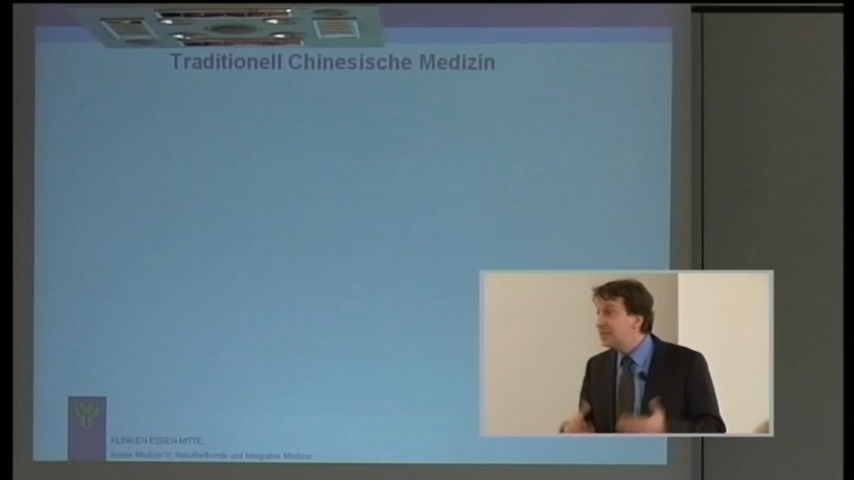 Traditionell Chinesische Medizin
KLINIKEN ESSEN-MITTE,
Innere Medizin V, Naturheilkunde und Integrative Medizin